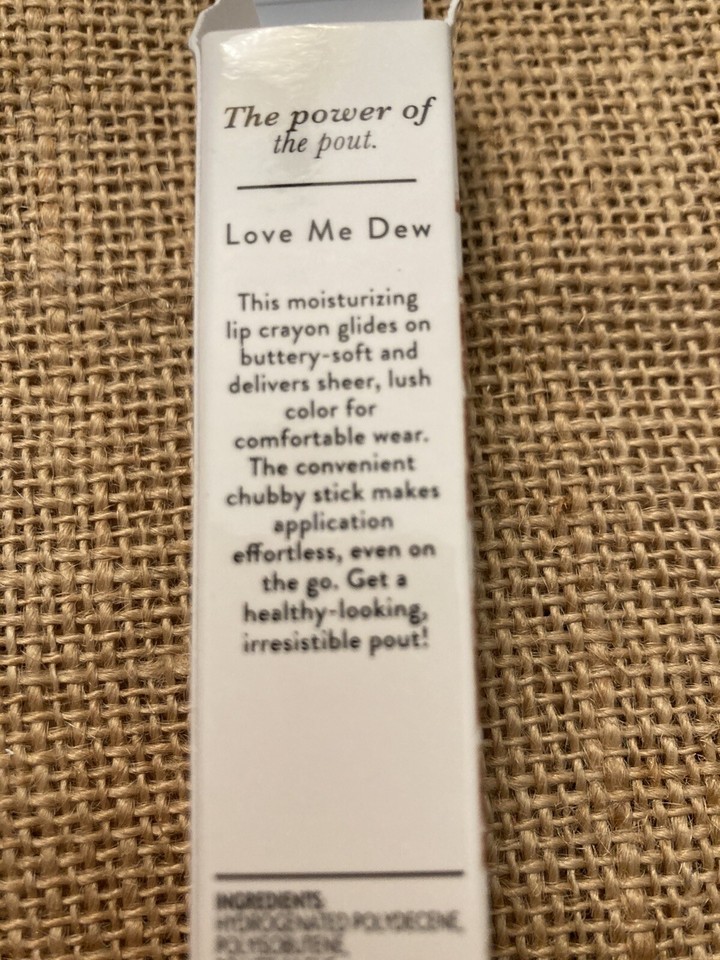 The power of
the pout.
Love Me Dew
This moisturizing
lip crayon glides on
buttery-soft and
delivers sheer, lush
color for
comfortable wear.
The convenient
chubby stick makes
application
effortless, even on
the go. Get a
healthy-looking,
irresistible pout!
INGREDIENTS
HYDROGENATED POLYDECENE,
POLYISOBUTENE,